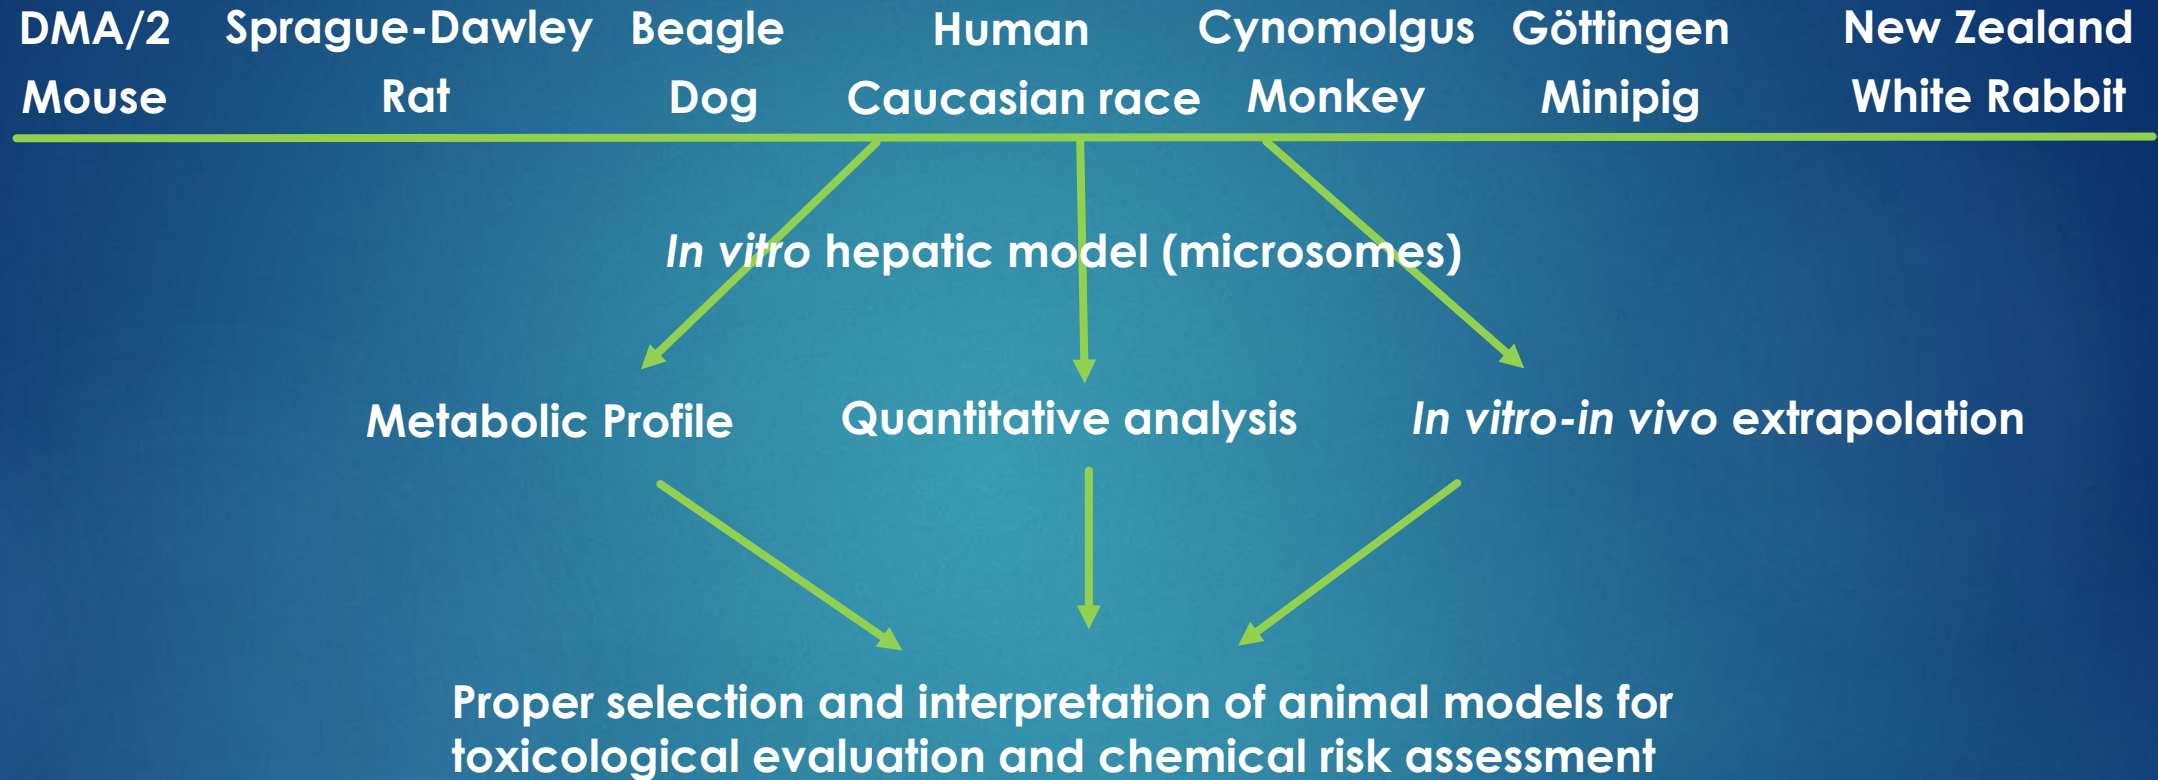 DMA/2 Sprague-Dawley Beagle Human Cynomolgus Göttingen New Zealand
Mouse Rat Dog Caucasian race Monkey Minipig White Rabbit
In vitro hepatic model (microsomes)
Metabolic Profile Quantitative analysis In vitro-in vivo extrapolation
Proper selection and interpretation of animal models for
toxicological evaluation and chemical risk assessment